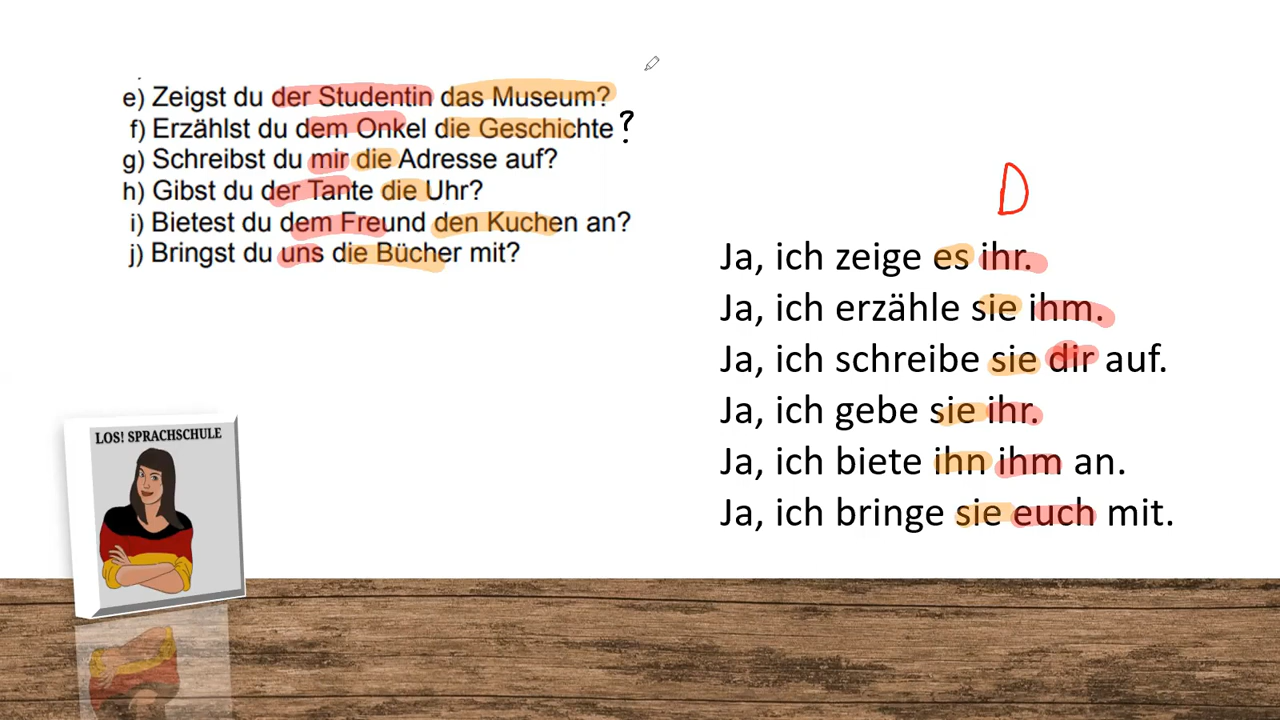 e) Zeigst du der Studentin das Museum?
f) Erzählst du dem Onkel die Geschichte?
g) Schreibst du mir die Adresse auf?
h) Gibst du der Tante die Uhr?
i) Bietest du dem Freund den Kuchen an?
j) Bringst du uns die Bücher mit?
D
Ja, ich zeige es ihr.
Ja, ich erzähle sie ihm.
Ja, ich schreibe sie dir auf.
Ja, ich gebe sie ihr.
Ja, ich biete ihn ihm an.
Ja, ich bringe sie euch mit.
LOS! SPRACHSCHULE